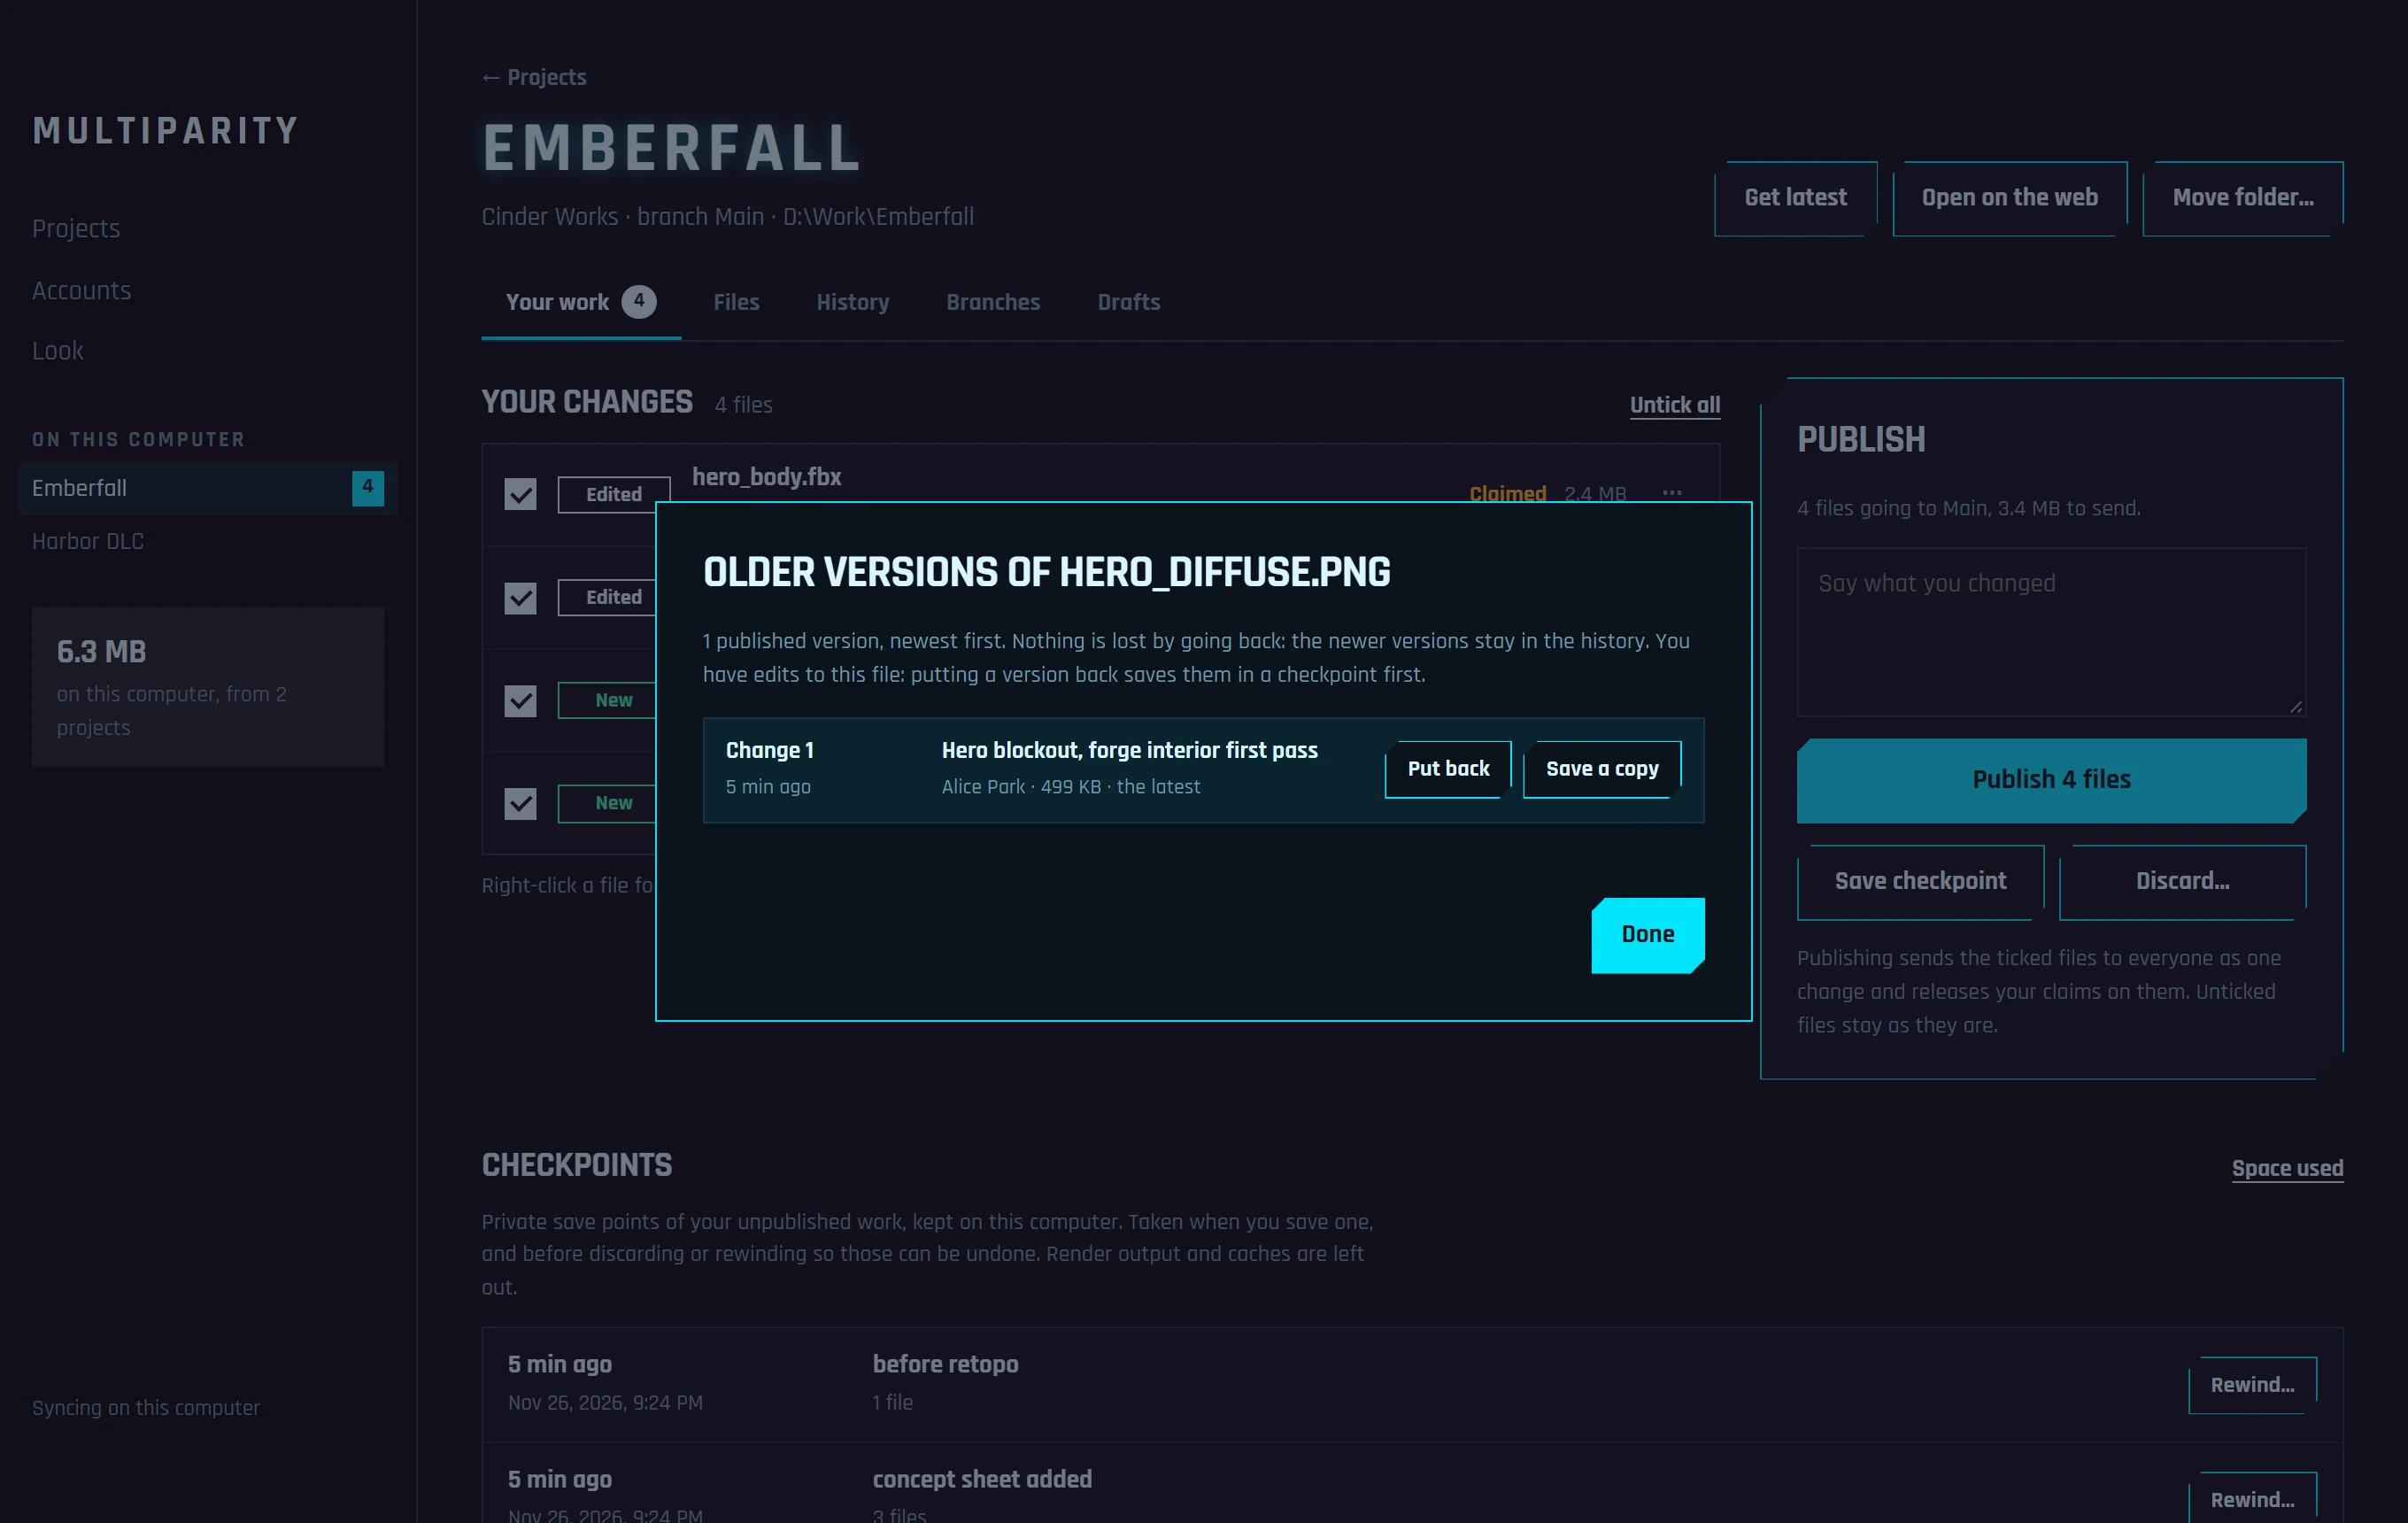 MULTIPARITY
Projects
Accounts
Look
ON THIS COMPUTER
Emberfall 4
Harbor DLC
6.3 MB
on this computer, from 2
projects
Syncing on this computer
← Projects
EMBERFALL
Cinder Works · branch Main · D:\Work\Emberfall
Get latest
Open on the web
Move folder...
Your work 4
Files
History
Branches
Drafts
YOUR CHANGES 4 files
Untick all
Edited
hero_body.fbx
Claimed 2.4 MB ...
Edited
New
New
Right-click a file fo
OLDER VERSIONS OF HERO_DIFFUSE.PNG
1 published version, newest first. Nothing is lost by going back: the newer versions stay in the history. You
have edits to this file: putting a version back saves them in a checkpoint first.
Change 1
5 min ago
Hero blockout, forge interior first pass
Alice Park · 499 KB · the latest
Put back
Save a copy
Done
PUBLISH
4 files going to Main, 3.4 MB to send.
Say what you changed
Publish 4 files
Save checkpoint
Discard...
Publishing sends the ticked files to everyone as one
change and releases your claims on them. Unticked
files stay as they are.
CHECKPOINTS
Space used
Private save points of your unpublished work, kept on this computer. Taken when you save one,
and before discarding or rewinding so those can be undone. Render output and caches are left
out.
5 min ago
Nov 26, 2026, 9:24 PM
before retopo
1 file
Rewind...
5 min ago
Nov 26, 2026, 9:24 PM
concept sheet added
3 files
Rewind...